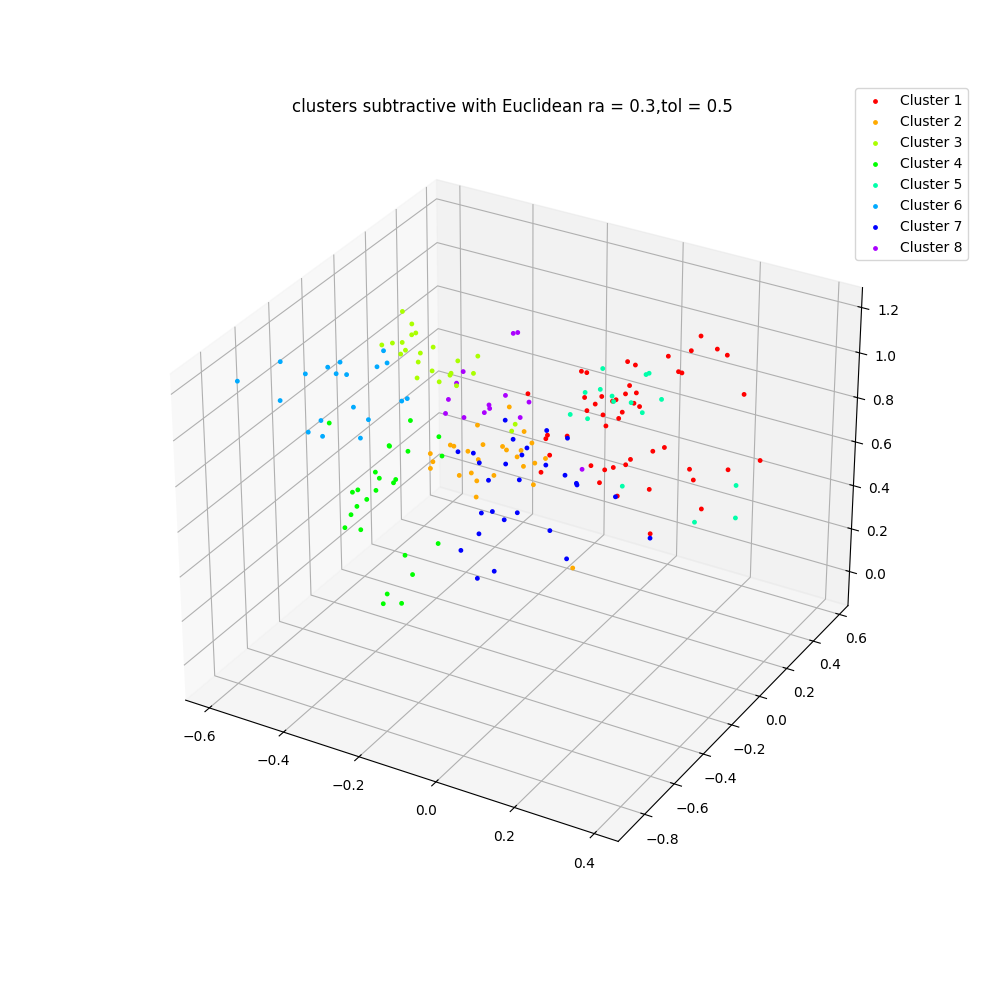 clusters subtractive with Euclidean ra = 0.3,tol = 0.5
Cluster 1
Cluster 2
Cluster 3
Cluster 4
Cluster 5
Cluster 6
Cluster 7
Cluster 8
1.2
1.0
0.8
0.6
0.4
0.2
0.0
0.6
0.4
0.2
0.0
−0.2
−0.4
−0.6
−0.8
−0.6
−0.4
−0.2
0.0
0.2
0.4